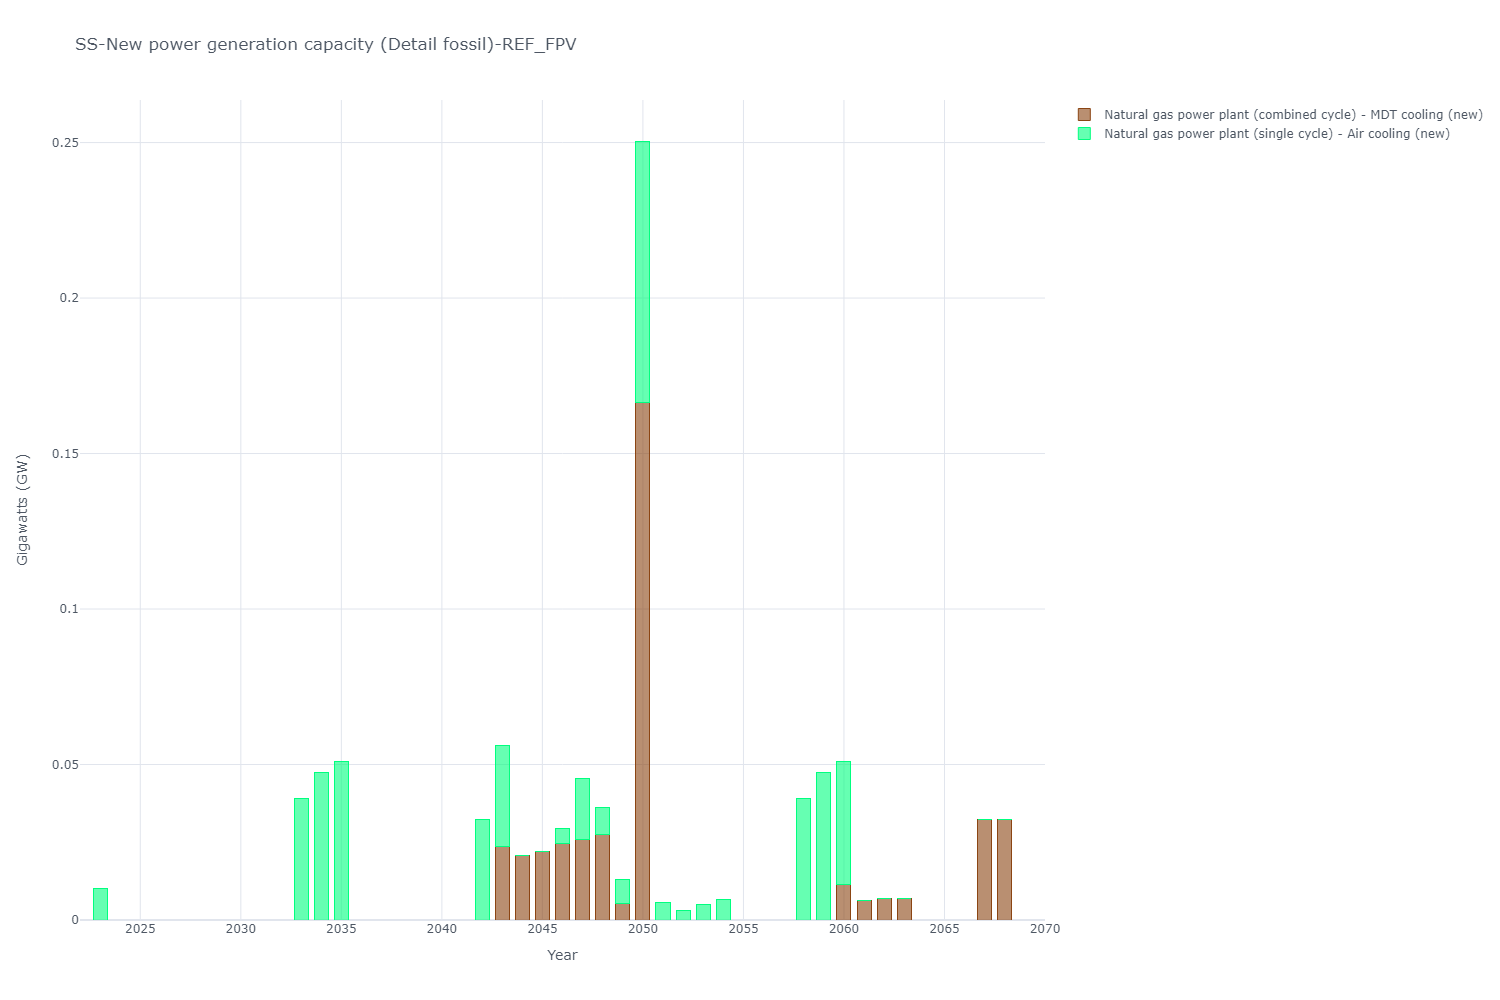 SS-New power generation capacity (Detail fossil)-REF_FPV
Natural gas power plant (combined cycle) - MDT cooling (new)
Natural gas power plant (single cycle) - Air cooling (new)
0.25
0.2
0.15
0.1
0.05
0
Gigawatts (GW)
2025 2030 2035 2040 2045 2050 2055 2060 2065 2070
Year